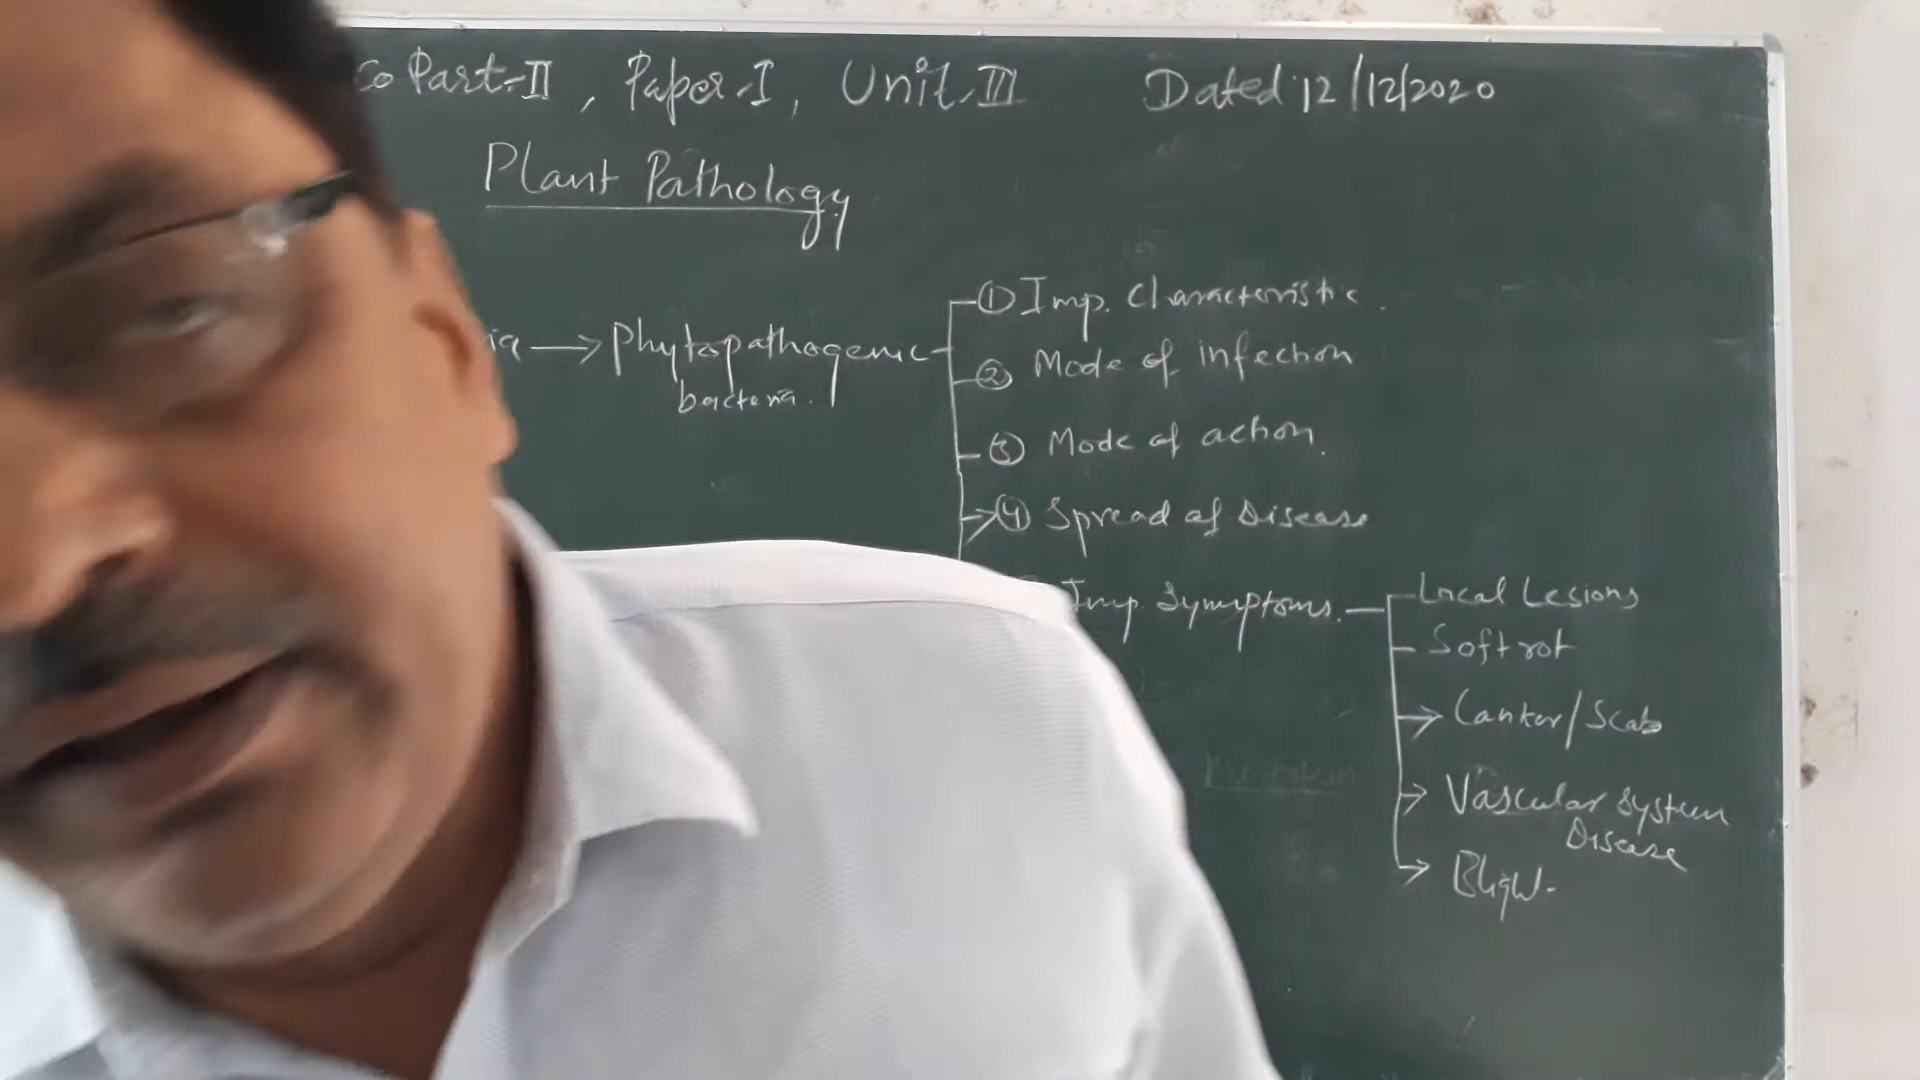 Co Part-II, Paper-I, Unit-III Dated 12/12/2020
Plant Pathology
ia → Phytopathogenic
bacteria.
① Imp. Characteristic.
② Mode of infection
③ Mode of action.
④ Spread of Disease
Imp. Symptoms.
Local Lesions
Soft rot
Canker/Scab
Vascular System
Disease
Blight